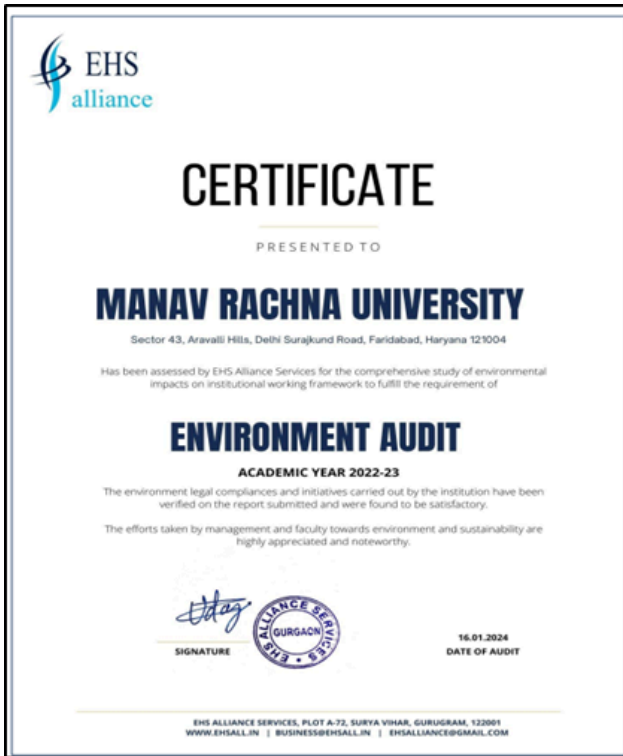 EHS
alliance
CERTIFICATE
PRESENTED TO
MANAV RACHNA UNIVERSITY
Sector 43, Aravalli Hills, Delhi Surajkund Road, Faridabad, Haryana 121004
Has been assessed by EHS Alliance Services for the comprehensive study of environmental
impacts on institutional working framework to fulfill the requirement of
ENVIRONMENT AUDIT
ACADEMIC YEAR 2022-23
The environment legal compliances and initiatives carried out by the institution have been
verified on the report submitted and were found to be satisfactory.
The efforts taken by management and faculty towards environment and sustainability are
highly appreciated and noteworthy.
EHS ALLIANCE SERVICES
GURGAON
SIGNATURE
16.01.2024
DATE OF AUDIT
EHS ALLIANCE SERVICES, PLOT A-72, SURYA VIHAR, GURUGRAM, 122001
WWW.EHSALL.IN | BUSINESS@EHSALL.IN | EHSALLIANCE@GMAIL.COM